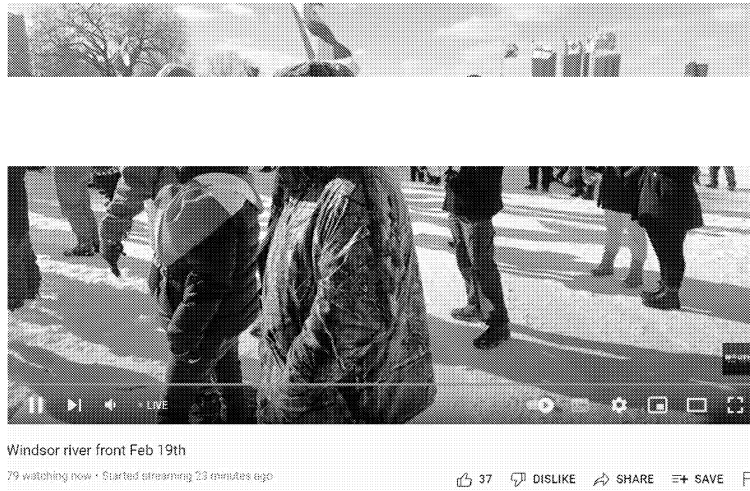 LIVE
Windsor river front Feb 19th
79 watching now • Started streaming 23 minutes ago
37 DISLIKE SHARE SAVE